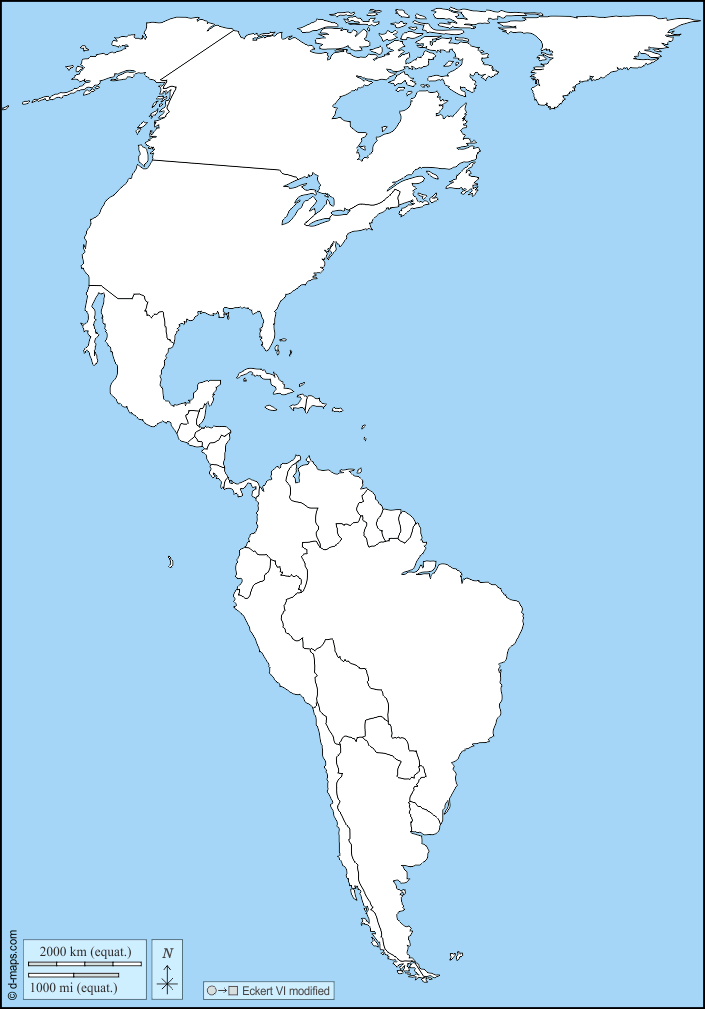 2000 km (equat.)
1000 mi (equat.)
N
Eckert VI modified
© d-maps.com